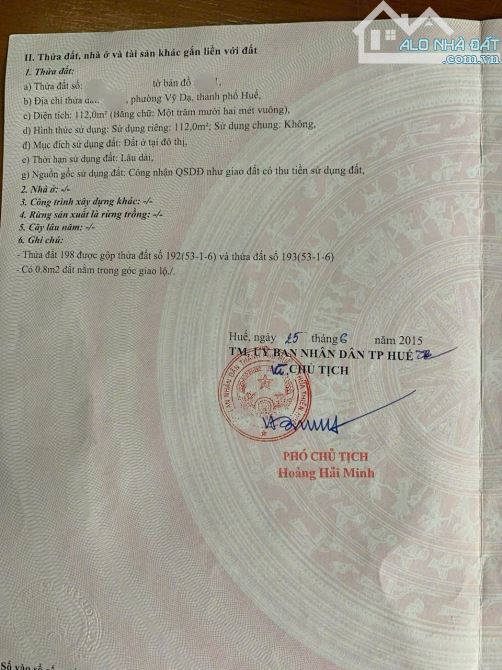 ALO NHÀ ĐẤT
.com.vn
II. Thửa đất, nhà ở và tài sản khác gắn liền với đất
1. Thửa đất:
a) Thửa đất số: tờ bản đồ
b) Địa chỉ thửa phường Vỹ Dạ, thành phố Huế,
c) Diện tích: 112,0m² (Bằng chữ: Một trăm mười hai mét vuông),
d) Hình thức sử dụng: Sử dụng riêng: 112,0m²; Sử dụng chung: Không,
đ) Mục đích sử dụng đất: Đất ở tại đô thị,
e) Thời hạn sử dụng đất: Lâu dài,
g) Nguồn gốc sử dụng đất: Công nhận QSDĐ như giao đất có thu tiền sử dụng đất,
2. Nhà ở: -/-
3. Công trình xây dựng khác: -/-
4. Rừng sản xuất là rừng trồng: -/-
5. Cây lâu năm: -/-
6. Ghi chú:
- Thửa đất 198 được gộp thửa đất số 192(53-1-6) và thửa đất số 193(53-1-6)
- Có 0.8m2 đất nằm trong góc giao lộ./.
Huế, ngày 25 tháng 6 năm 2015
TM. ỦY BAN NHÂN DÂN TP HUẾ
CHỦ TỊCH
PHÓ CHỦ TỊCH
Hoàng Hải Minh
Số vào sổ